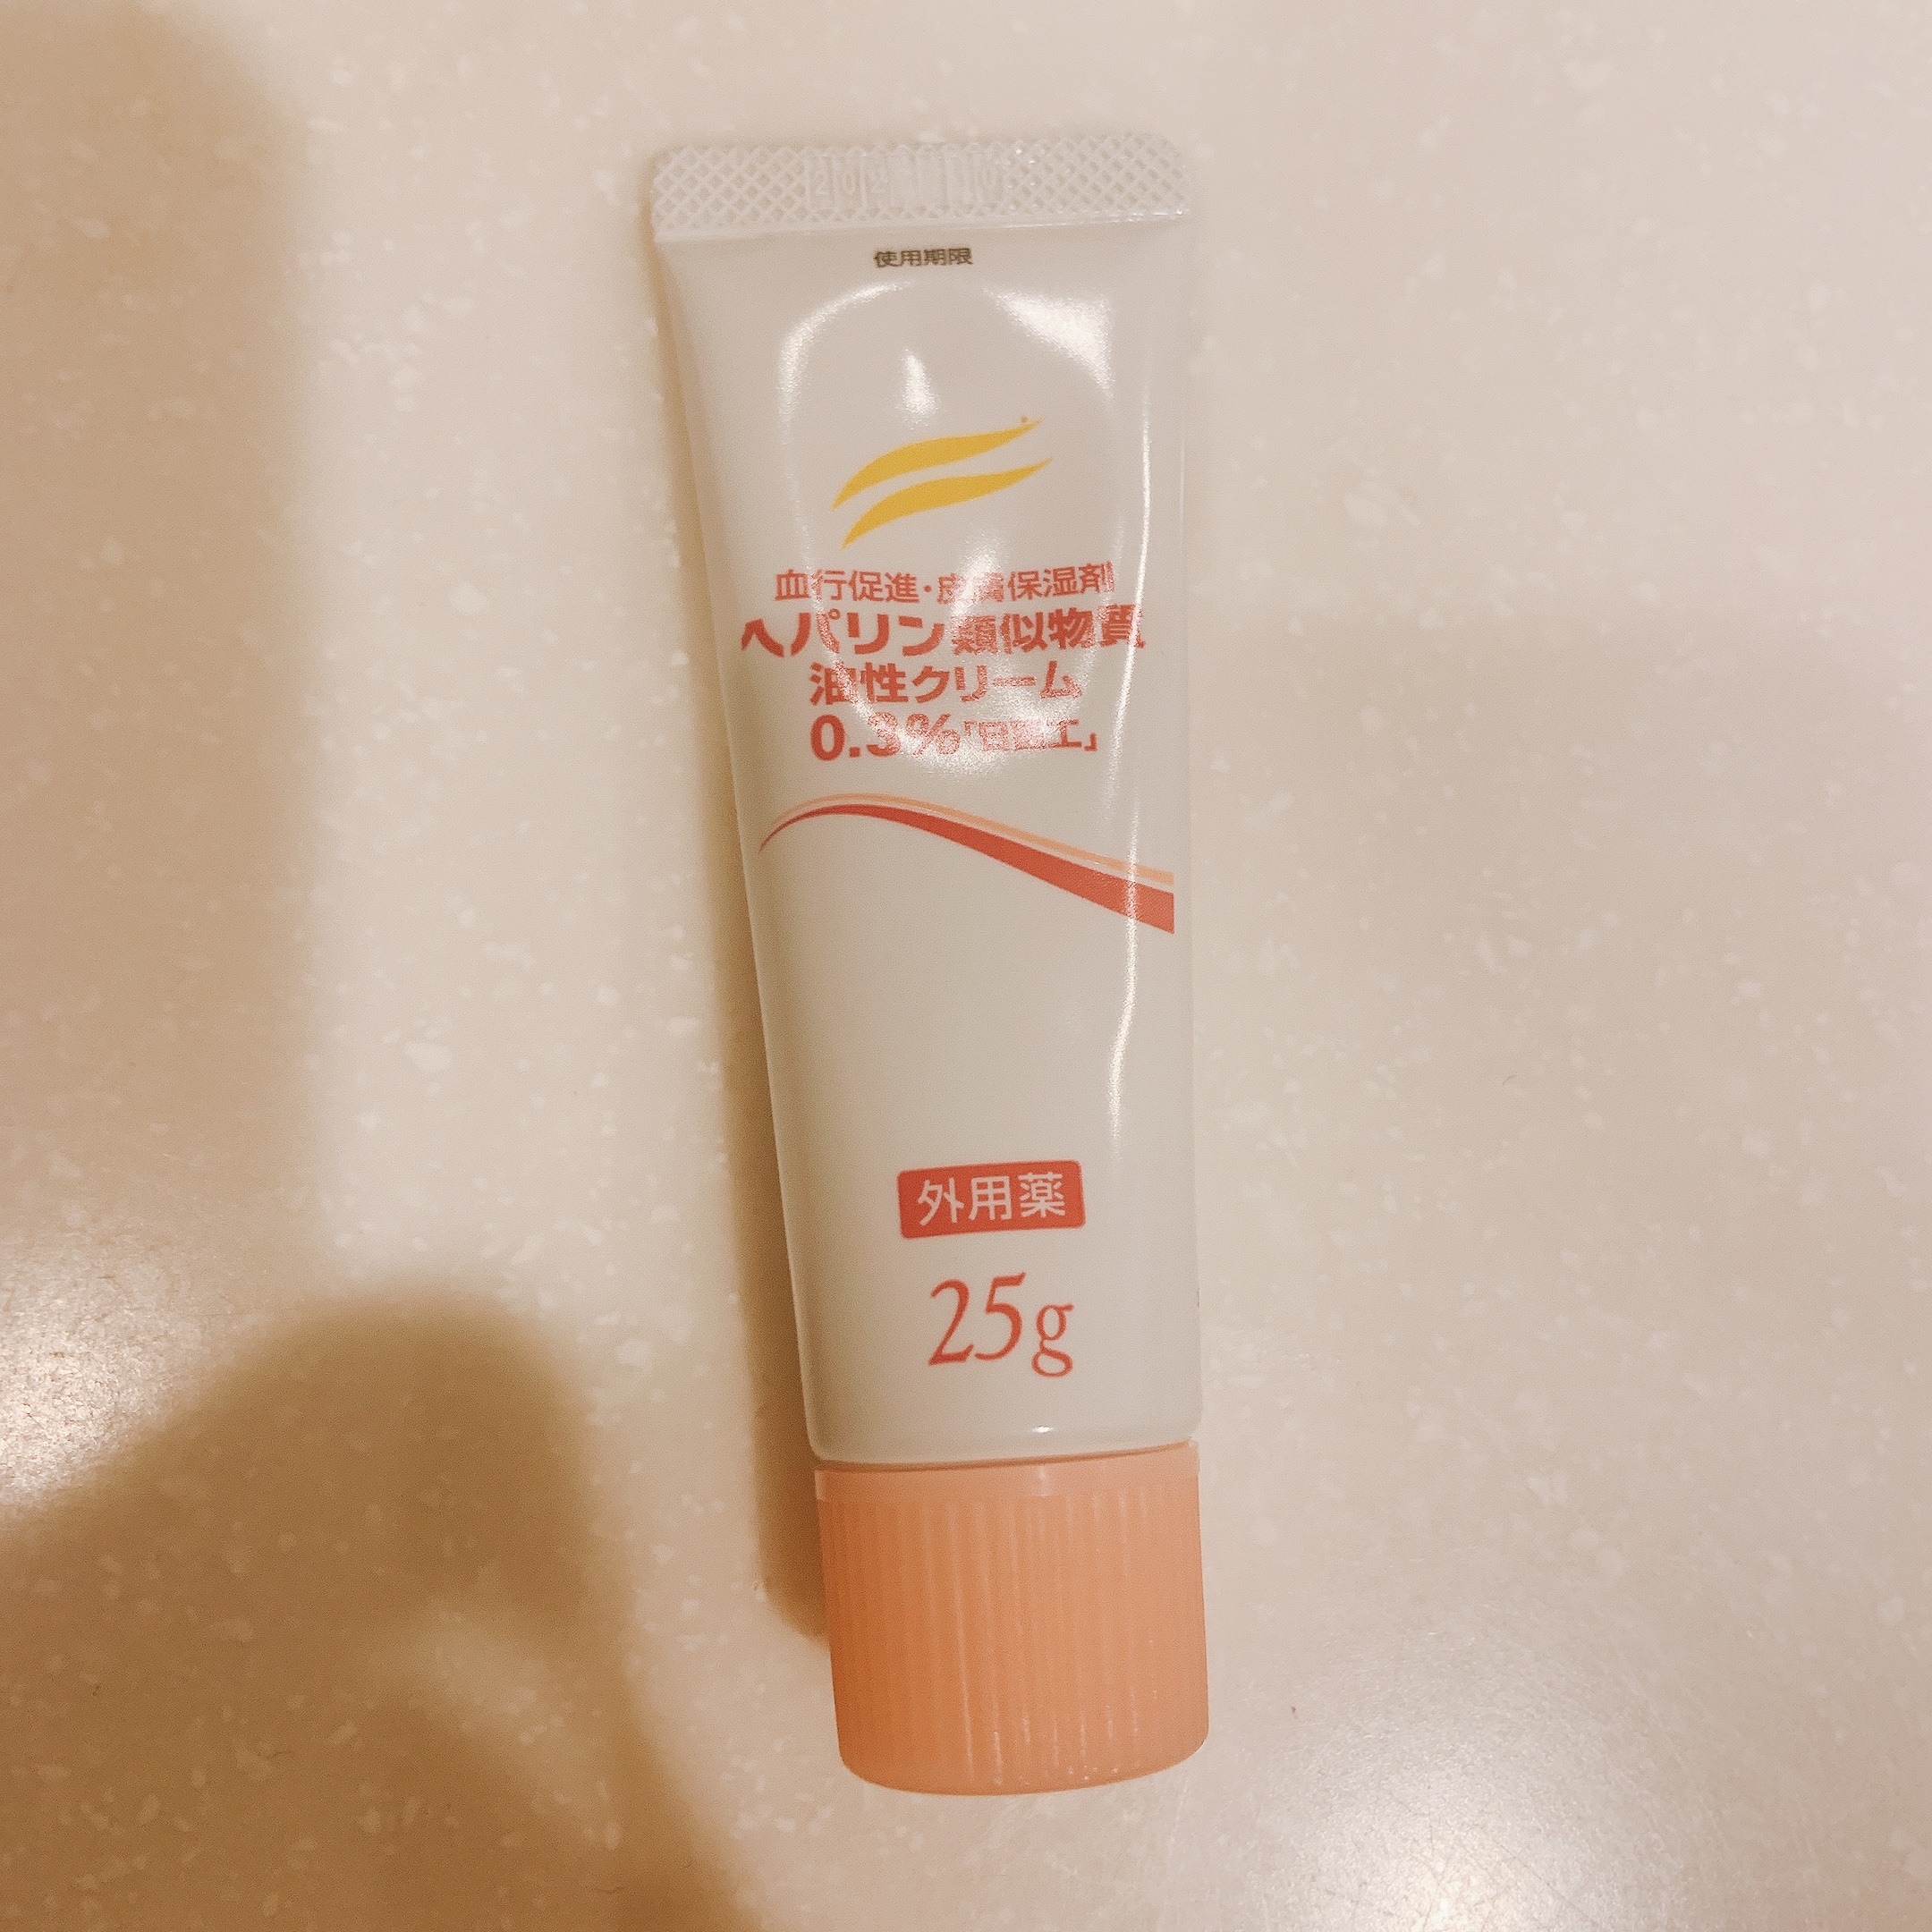 使用期限
血行促進・皮膚保湿剤
ヘパリン類似物質
油性クリーム
0.3%「日医工」
外用薬
25g